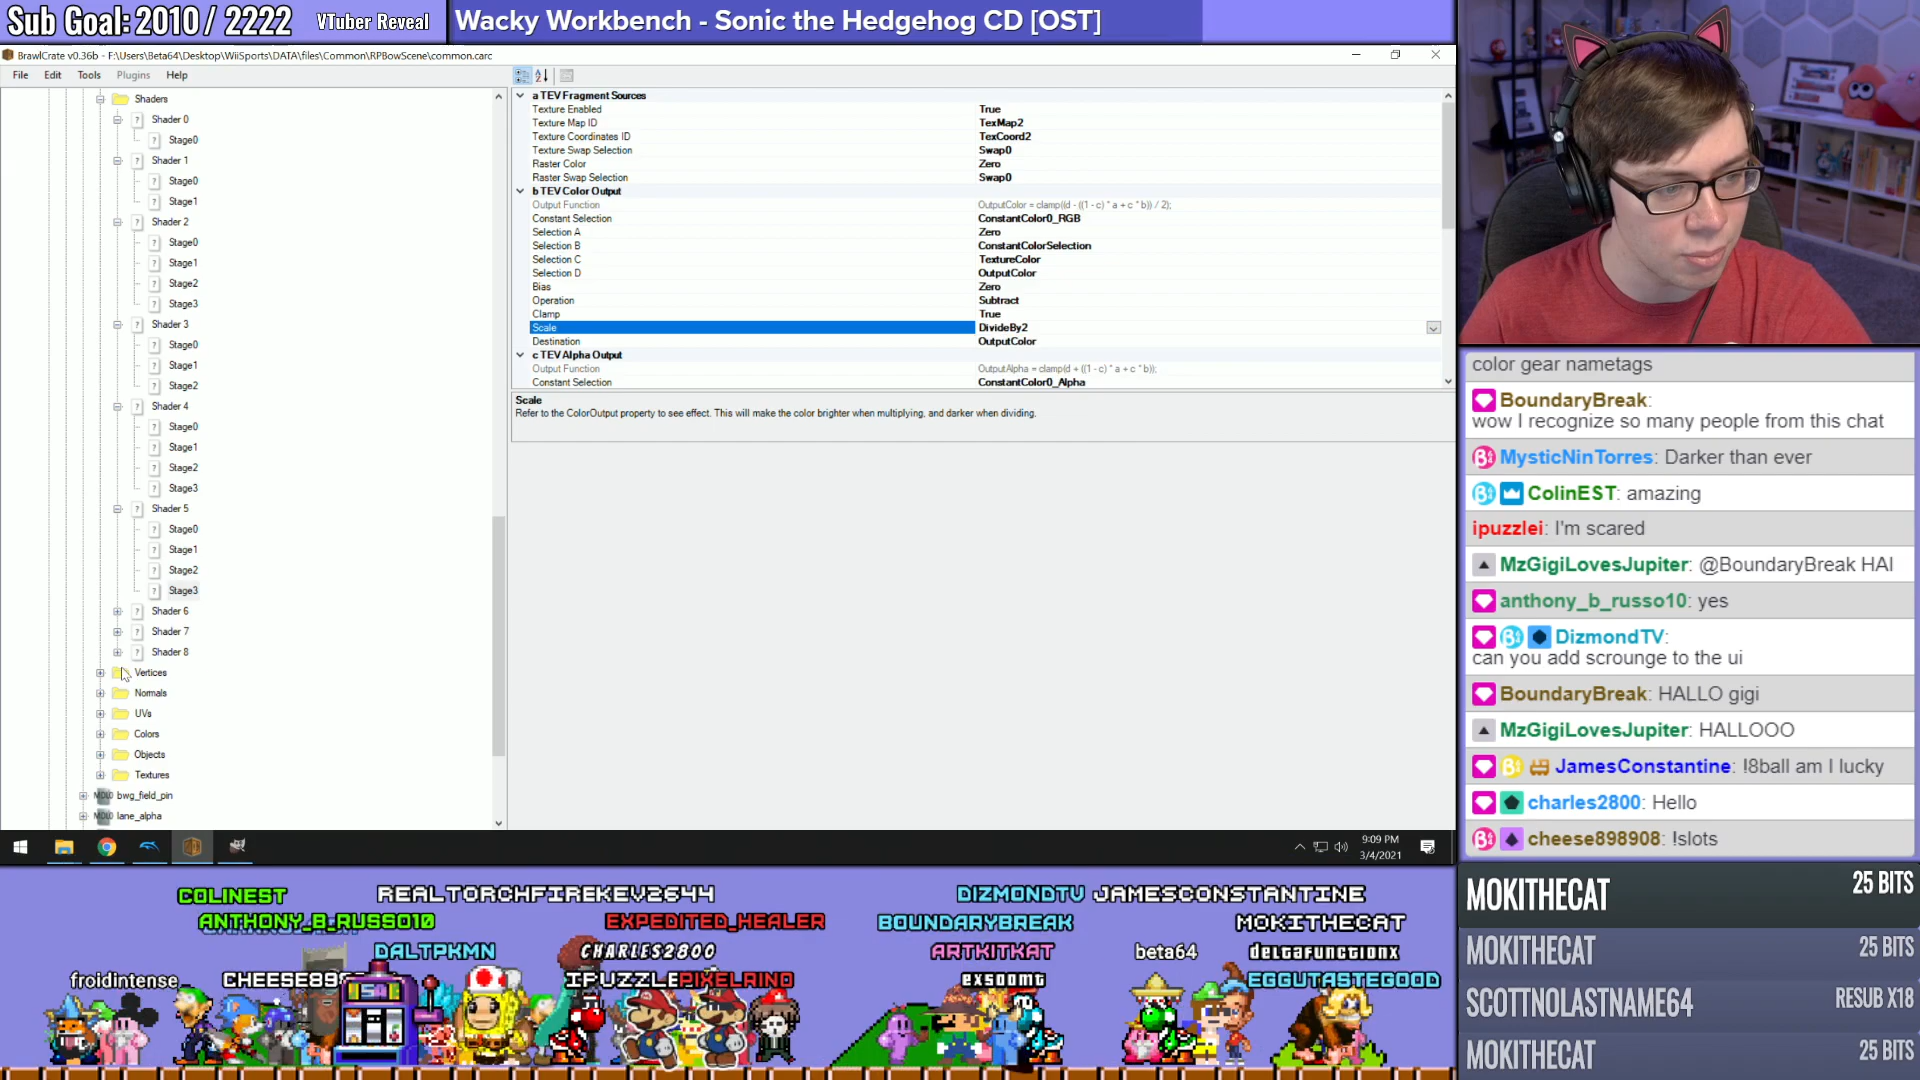 Sub Goal: 2010 / 2222 VTuber Reveal Wacky Workbench - Sonic the Hedgehog CD [OST]
BrawlCrate v0.36b - F:\Users\Beta64\Desktop\WiiSports\DATA\files\Common\RPBowScene\common.carc
File Edit Tools Plugins Help
Shaders
Shader 0
Stage0
Shader 1
Stage0
Stage1
Shader 2
Stage0
Stage1
Stage2
Stage3
Shader 3
Stage0
Stage1
Stage2
Shader 4
Stage0
Stage1
Stage2
Stage3
Shader 5
Stage0
Stage1
Stage2
Stage3
Shader 6
Shader 7
Shader 8
Vertices
Normals
UVs
Colors
Objects
Textures
MDL0 bwg_field_pin
MDL0 lane_alpha
a TEV Fragment Sources
Texture Enabled True
Texture Map ID TexMap2
Texture Coordinates ID TexCoord2
Texture Swap Selection Swap0
Raster Color Zero
Raster Swap Selection Swap0
b TEV Color Output
Output Function OutputColor = clamp((d - ((1 - c) * a + c * b)) / 2);
Constant Selection ConstantColor0_RGB
Selection A Zero
Selection B ConstantColorSelection
Selection C TextureColor
Selection D OutputColor
Bias Zero
Operation Subtract
Clamp True
Scale DivideBy2
Destination OutputColor
c TEV Alpha Output
Output Function OutputAlpha = clamp(d + ((1 - c) * a + c * b));
Constant Selection ConstantColor0_Alpha
Scale
Refer to the ColorOutput property to see effect. This will make the color brighter when multiplying, and darker when dividing.
9:09 PM
3/4/2021
color gear nametags
BoundaryBreak:
wow I recognize so many people from this chat
MysticNinTorres: Darker than ever
ColinEST: amazing
ipuzzlei: I'm scared
MzGigiLovesJupiter: @BoundaryBreak HAI
anthony_b_russo10: yes
DizmondTV:
can you add scrounge to the ui
BoundaryBreak: HALLO gigi
MzGigiLovesJupiter: HALLOOO
JamesConstantine: !8ball am I lucky
charles2800: Hello
cheese898908: !slots
MOKITHECAT 25 BITS
MOKITHECAT 25 BITS
SCOTTNOLASTNAME64 RESUB X18
MOKITHECAT 25 BITS
COLINEST REALTORCHFIREKEV2644 DIZMONDTV JAMESCONSTANTINE
ANTHONY_B_RUSSO10 EXPEDITED_HEALER BOUNDARYBREAK MOKITHECAT
DALTPKMN CHARLES2800 ARTKITKAT beta64 deltafunctionx
froidintense CHEESE89 IPUZZLE PIXELRINO exsoomt EGGUTASTEGOOD